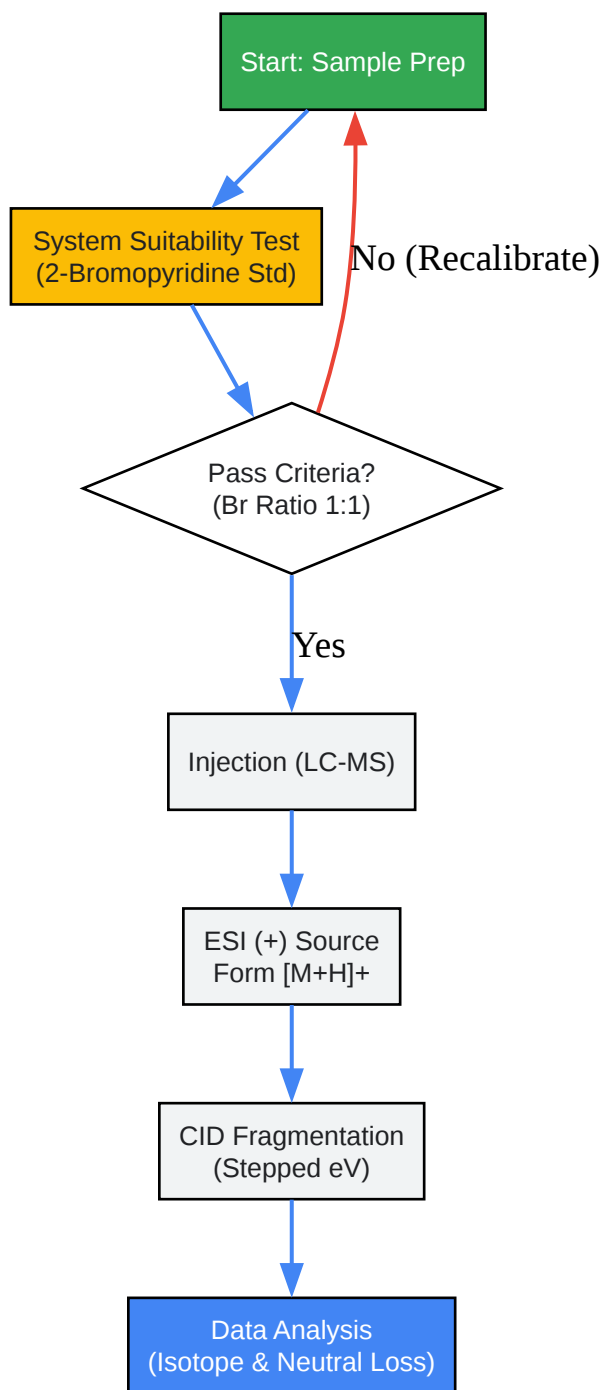 Start: Sample Prep
System Suitability Test
(2-Bromopyridine Std)
No (Recalibrate)
Pass Criteria?
(Br Ratio 1:1)
Yes
Injection (LC-MS)
ESI (+) Source
Form [M+H]+
CID Fragmentation
(Stepped eV)
Data Analysis
(Isotope & Neutral Loss)